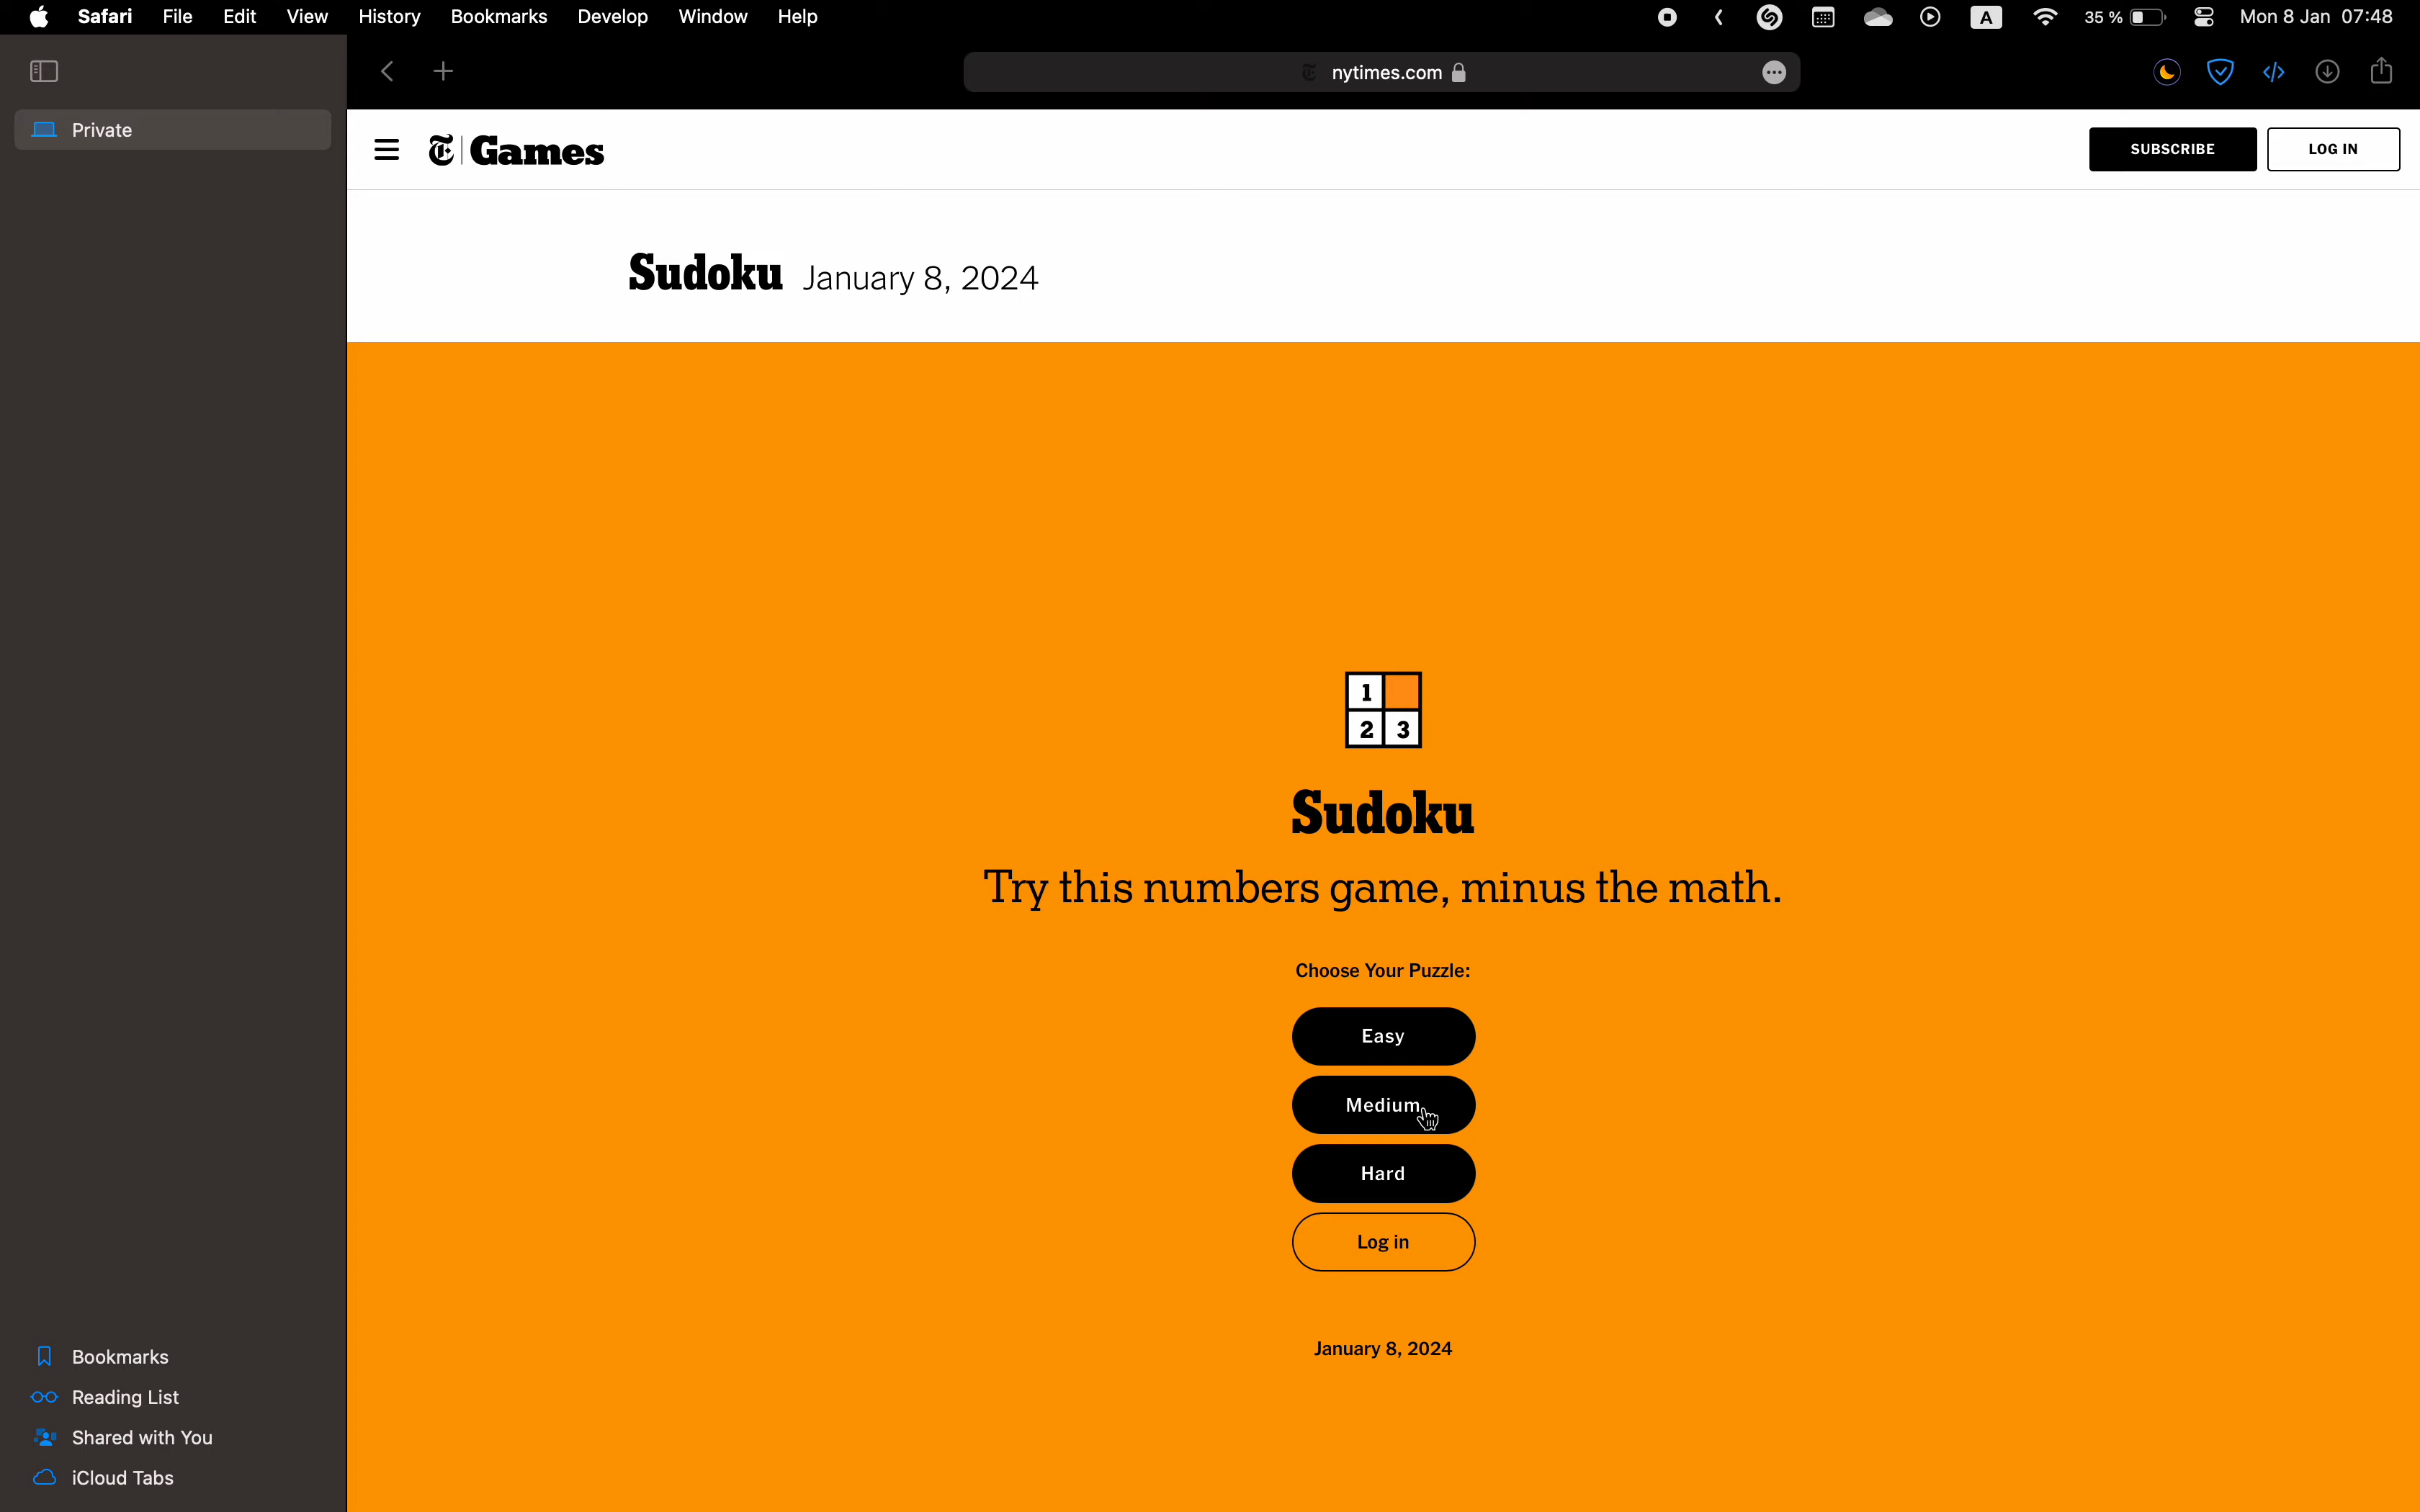 Safari File Edit View History Bookmarks Develop Window Help A 35 % Mon 8 Jan 07:48
nytimes.com
Private
T Games SUBSCRIBE LOG IN
Sudoku January 8, 2024
1
2 3
Sudoku
Try this numbers game, minus the math.
Choose Your Puzzle:
Easy
Medium
Hard
Log in
January 8, 2024
Bookmarks
Reading List
Shared with You
iCloud Tabs